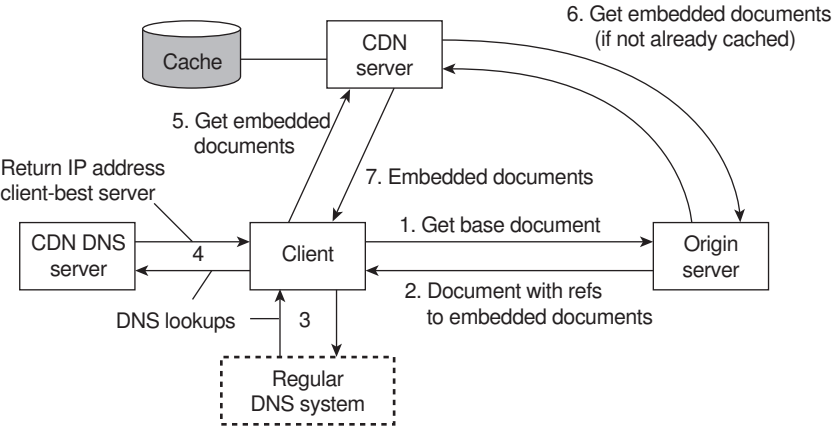 6. Get embedded documents
(if not already cached)
CDN
server
Cache
5. Get embedded
documents
Return IP address
client-best server
7. Embedded documents
1. Get base document
CDN DNS
server
4
Client
Origin
server
2. Document with refs
to embedded documents
DNS lookups
3
Regular
DNS system